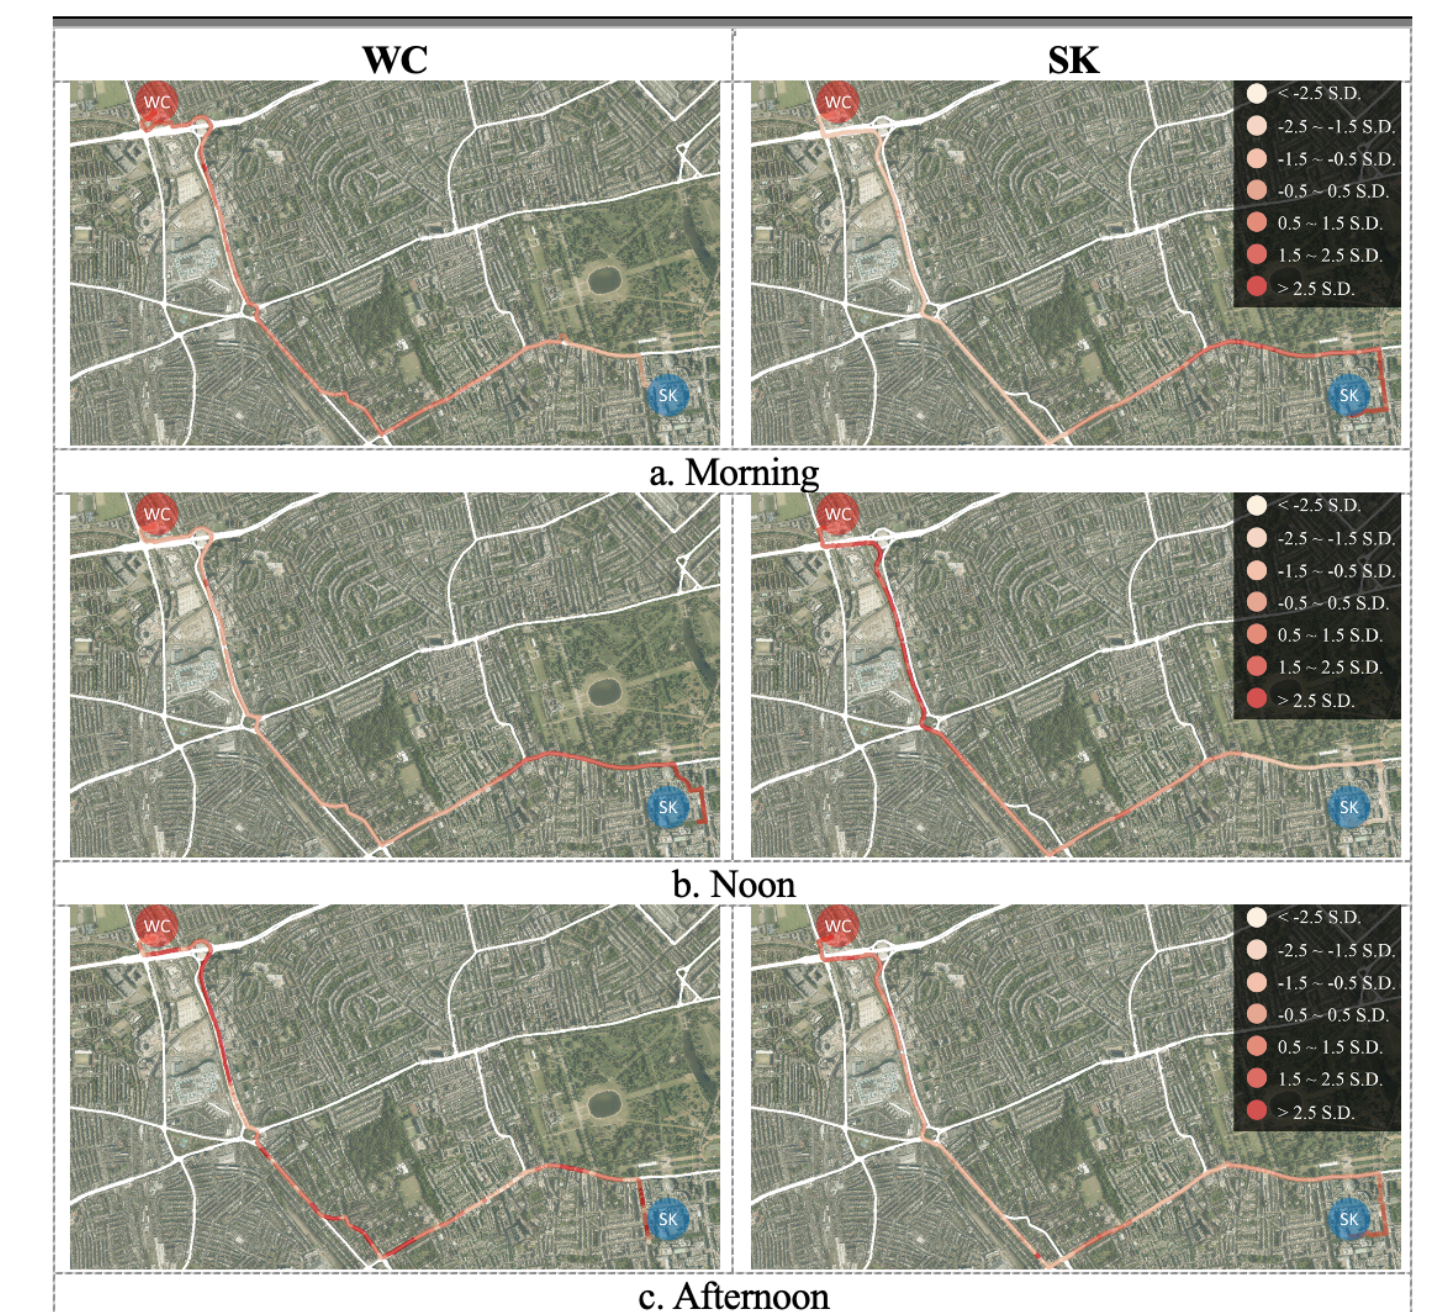 WC
SK
WC
SK
WC
SK
< -2.5 S.D.
-2.5 ~ -1.5 S.D.
-1.5 ~ -0.5 S.D.
-0.5 ~ 0.5 S.D.
0.5 ~ 1.5 S.D.
1.5 ~ 2.5 S.D.
> 2.5 S.D.
a. Morning
WC
SK
WC
SK
< -2.5 S.D.
-2.5 ~ -1.5 S.D.
-1.5 ~ -0.5 S.D.
-0.5 ~ 0.5 S.D.
0.5 ~ 1.5 S.D.
1.5 ~ 2.5 S.D.
> 2.5 S.D.
b. Noon
WC
SK
WC
SK
< -2.5 S.D.
-2.5 ~ -1.5 S.D.
-1.5 ~ -0.5 S.D.
-0.5 ~ 0.5 S.D.
0.5 ~ 1.5 S.D.
1.5 ~ 2.5 S.D.
> 2.5 S.D.
c. Afternoon